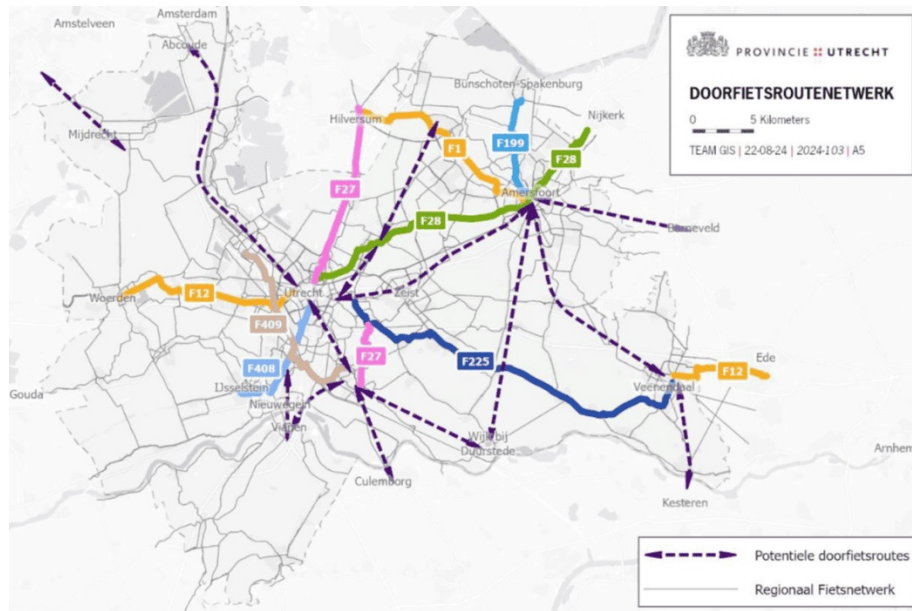 Amsterdam
Amstelveen
Abcoude
Mijdrecht
Hilversum
Bunschoten-Spakenburg
Nijkerk
F1
F199
F28
F27
Amersfoort
F28
Barneveld
Woerden
F12
Utrecht
Zeist
F409
F27
F225
F408
IJsselstein
Nieuwegein
Vianen
Gouda
Ede
F12
Veenendaal
Wijk bij
Duurstede
Culemborg
Kesteren
Arnhem
PROVINCIE UTRECHT
DOORFIETSROUTENETWERK
0 5 Kilometers
TEAM GIS | 22-08-24 | 2024-103 | A5
Potentiele doorfietsroutes
Regionaal Fietsnetwerk